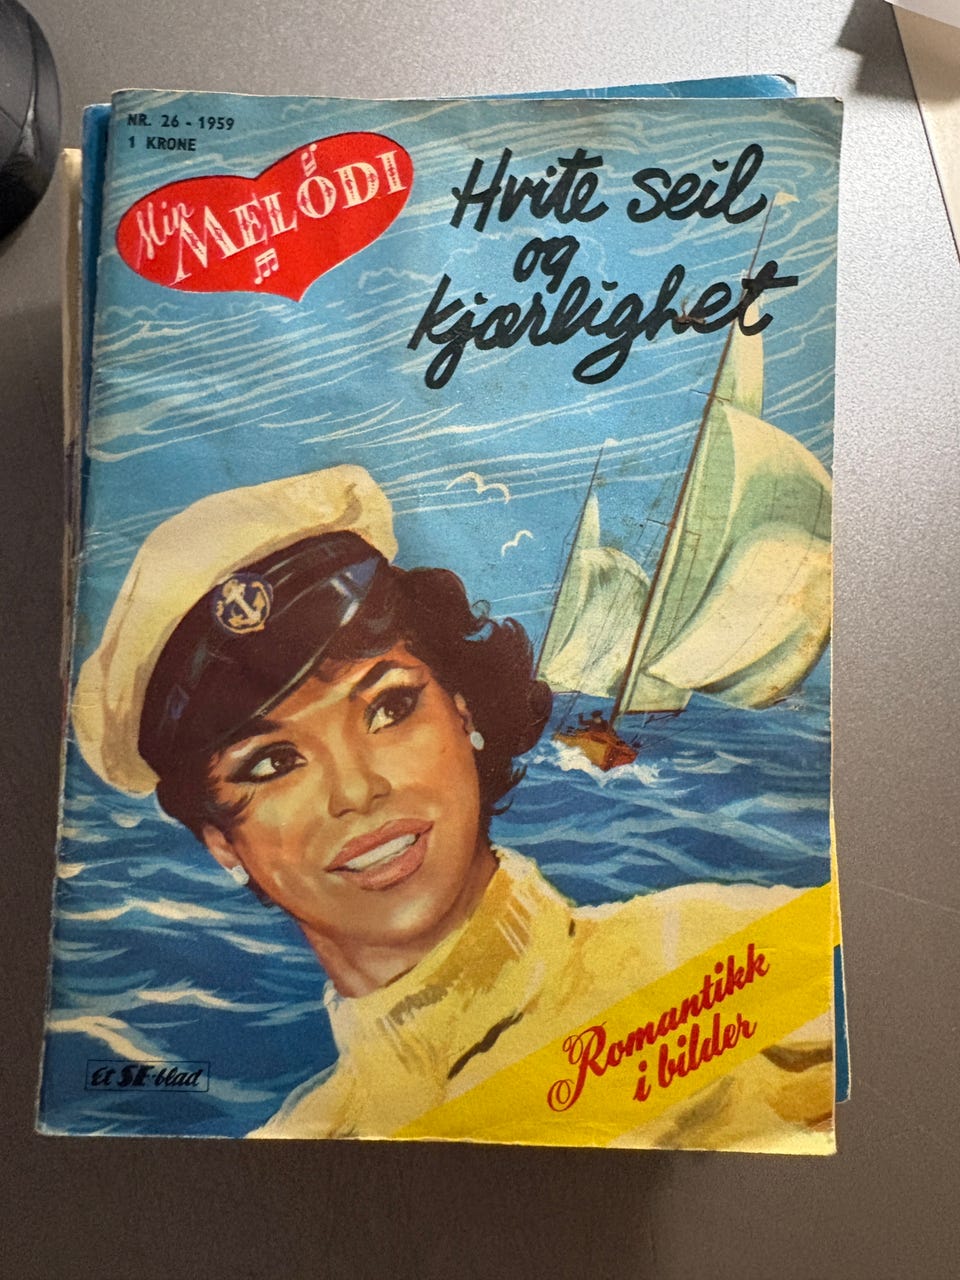 NR. 26 - 1959
1 KRONE
Min
MELODI
Hvite seil
og
kjærlighet
Romantikk
i bilder
Et SE-blad